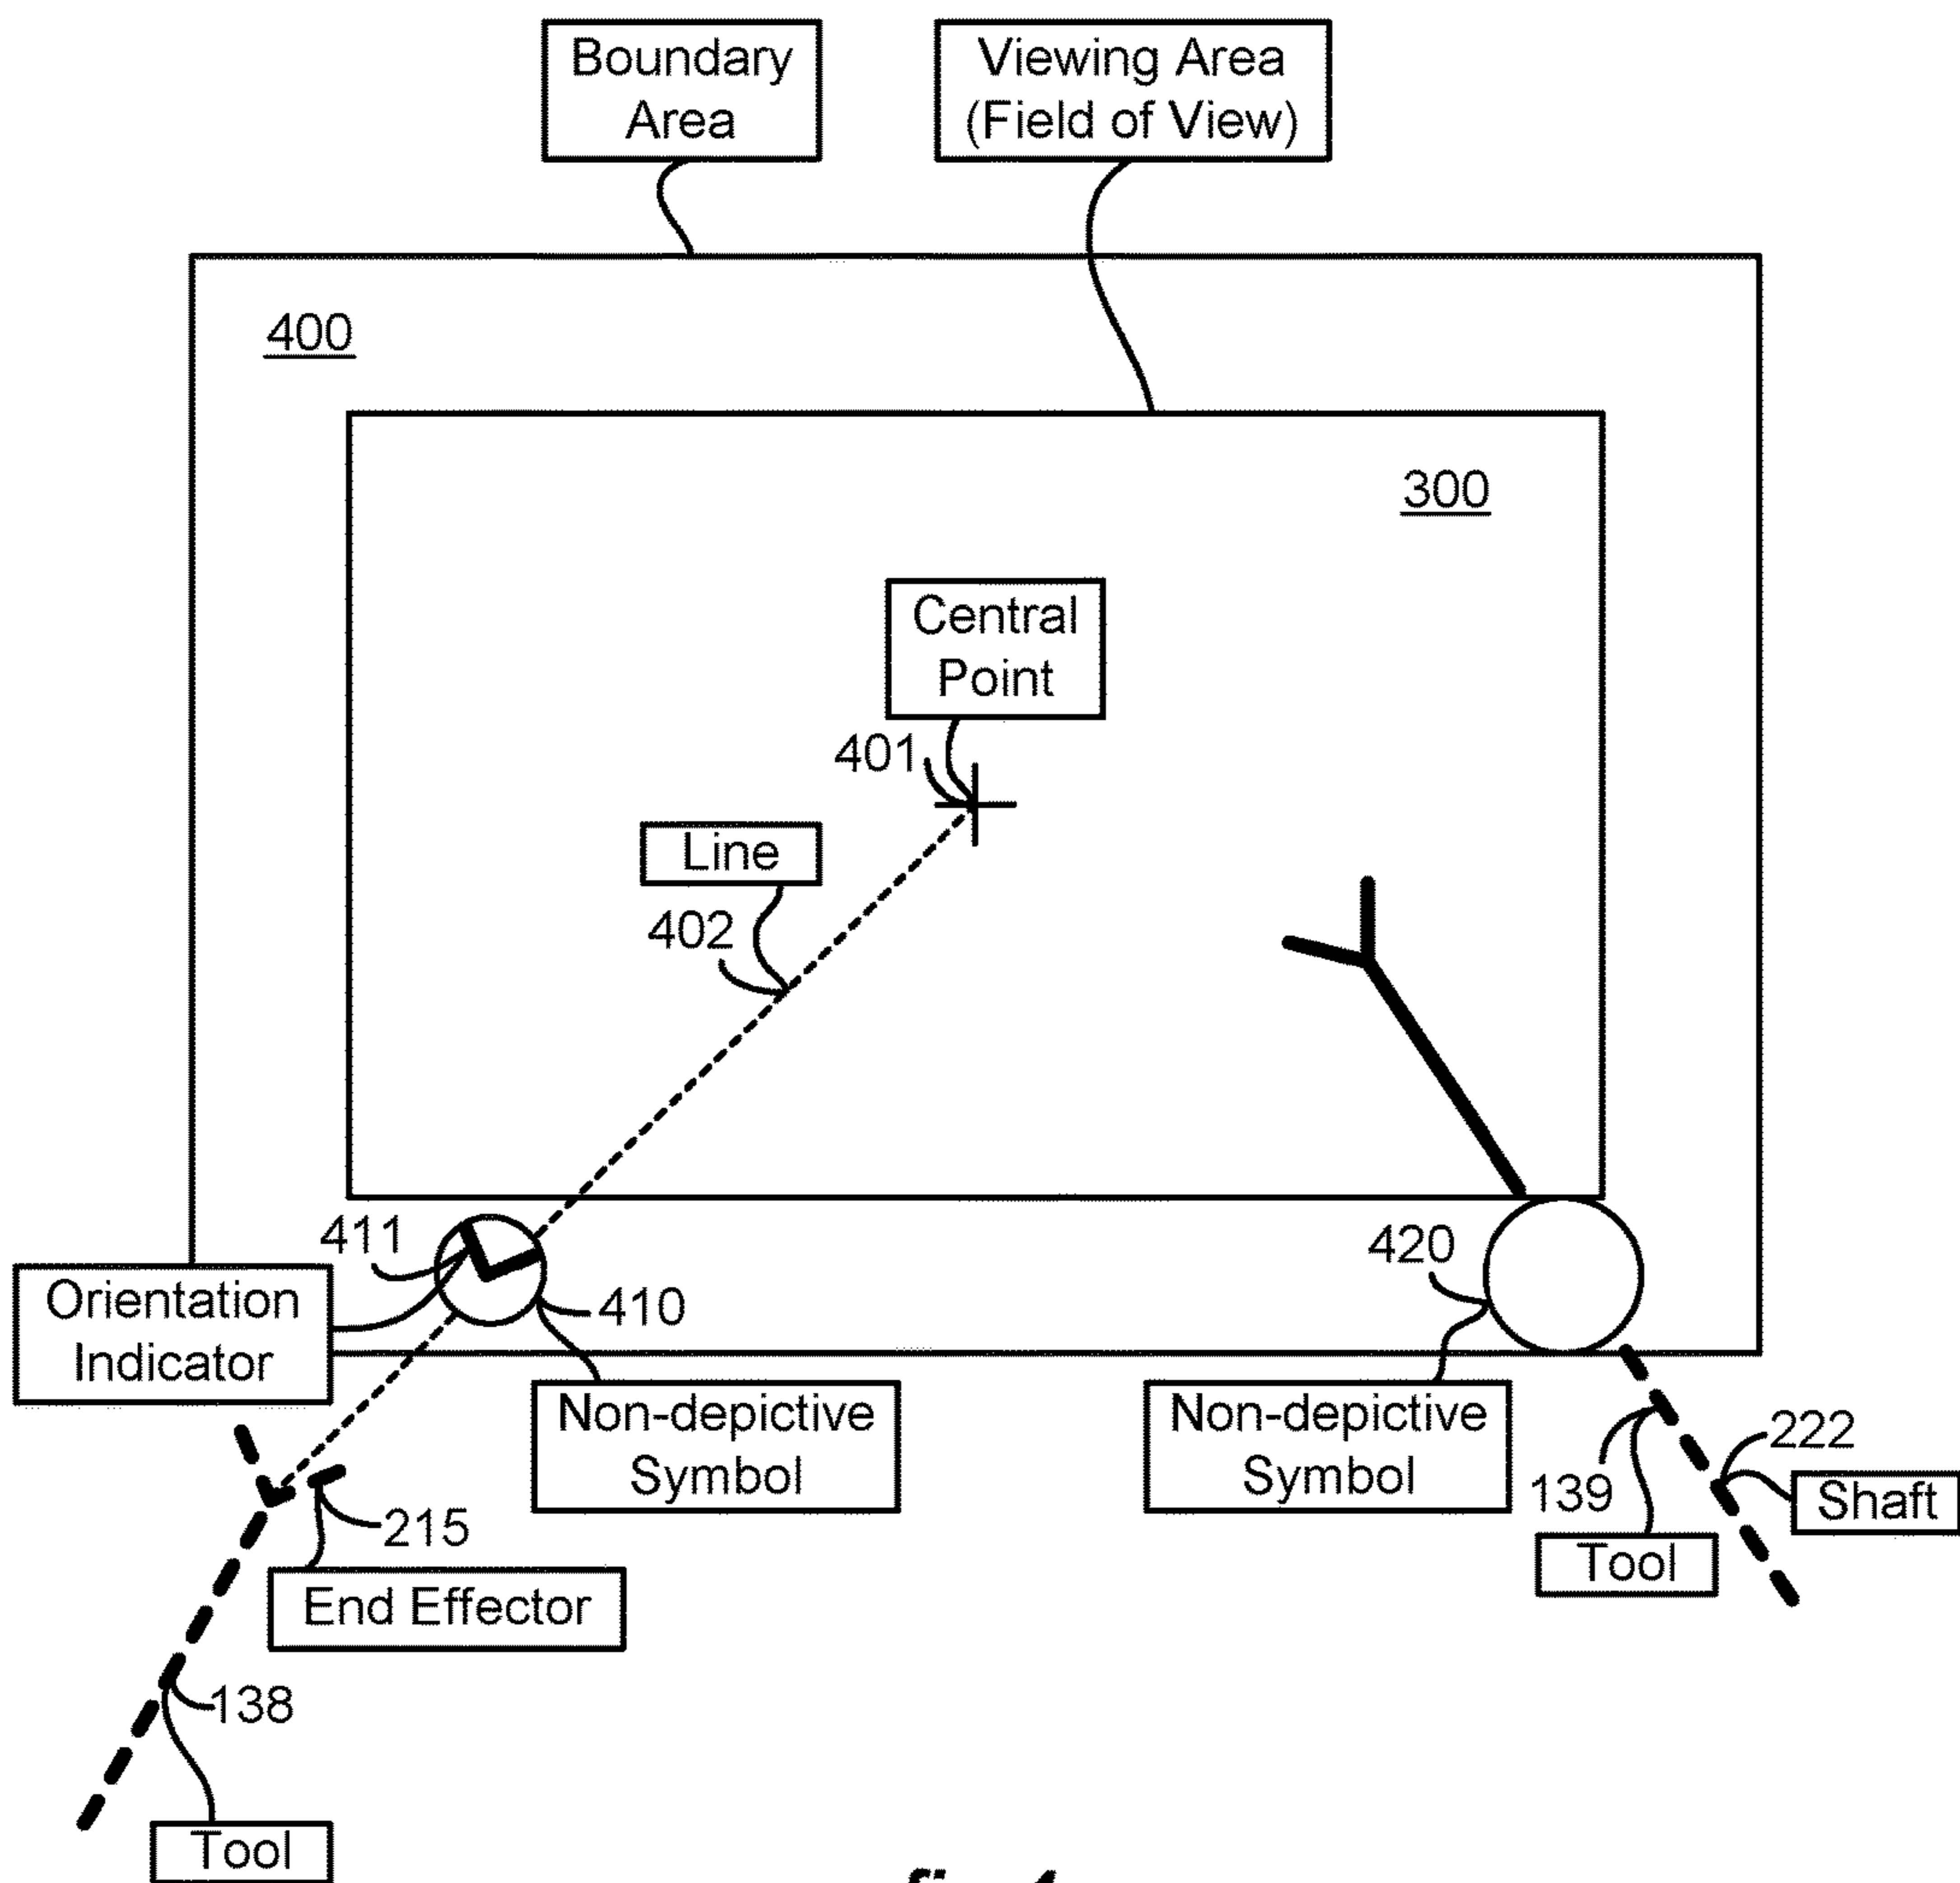 Boundary
Area
Viewing Area
(Field of View)
400
300
Central
Point
401
Line
402
411
410
420
Orientation
Indicator
Non-depictive
Symbol
Non-depictive
Symbol
222
139
Shaft
215
Tool
End Effector
138
Tool